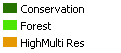 Conservation
Forest
HighMulti Res